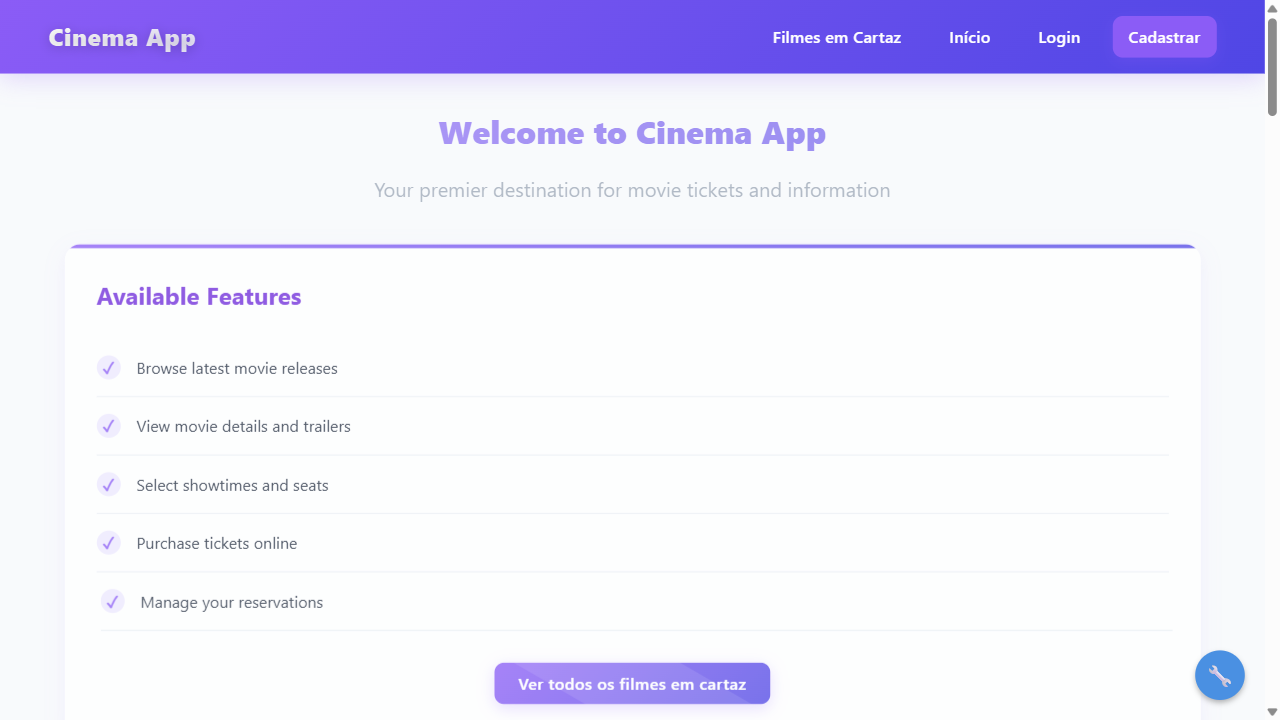 Cinema App
Filmes em Cartaz
Início
Login
Cadastrar
Welcome to Cinema App
Your premier destination for movie tickets and information
Available Features
Browse latest movie releases
View movie details and trailers
Select showtimes and seats
Purchase tickets online
Manage your reservations
Ver todos os filmes em cartaz